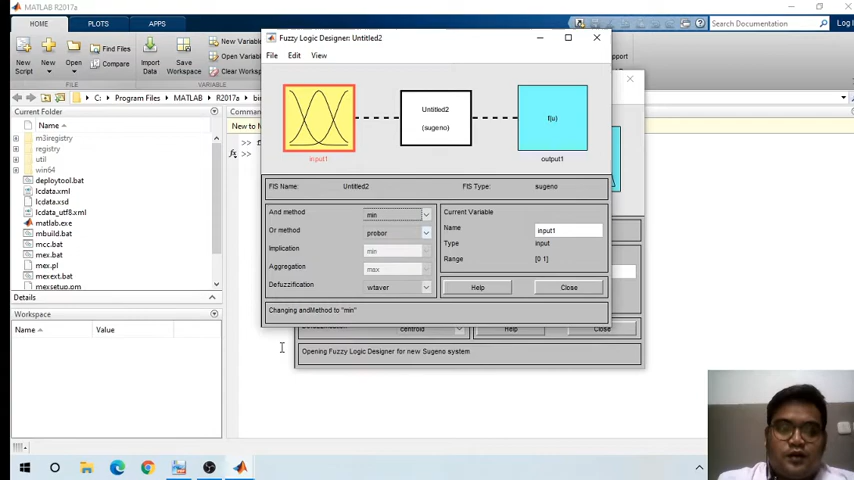 MATLAB R2017a
HOME
PLOTS
APPS
Search Documentation
Log
New
Script
New
Open
Find Files
Compare
Import
Data
Save
Workspace
New Variable
Open Variable
Clear Workspace
FILE
VARIABLE
C:
Program Files
MATLAB
R2017a
Current Folder
Name
m3iregistry
registry
util
win64
deploytool.bat
lcdata.xml
lcdata.xsd
lcdata_utf8.xml
matlab.exe
mbuild.bat
mcc.bat
mex.bat
mex.pl
mexext.bat
mexsetup.pm
Details
Workspace
Name
Value
New to
>> f
fx >>
Fuzzy Logic Designer: Untitled2
File
Edit
View
input1
Untitled2
(sugeno)
f(u)
output1
FIS Name:
Untitled2
FIS Type:
sugeno
And method
min
Or method
probor
Implication
min
Aggregation
max
Defuzzification
wtaver
Current Variable
Name
input1
Type
input
Range
[0 1]
Help
Close
Changing andMethod to "min"
centroid
Help
Close
Opening Fuzzy Logic Designer for new Sugeno system